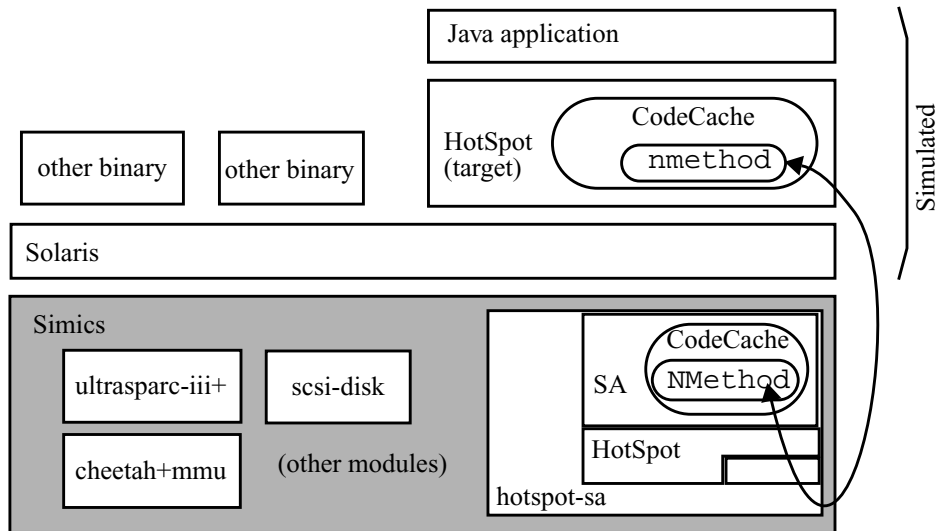 Java application
CodeCache
HotSpot
(target)
nmethod
other binary
other binary
Simulated
Solaris
Simics
ultrasparc-iii+
scsi-disk
cheetah+mmu
(other modules)
CodeCache
NMethod
SA
HotSpot
hotspot-sa